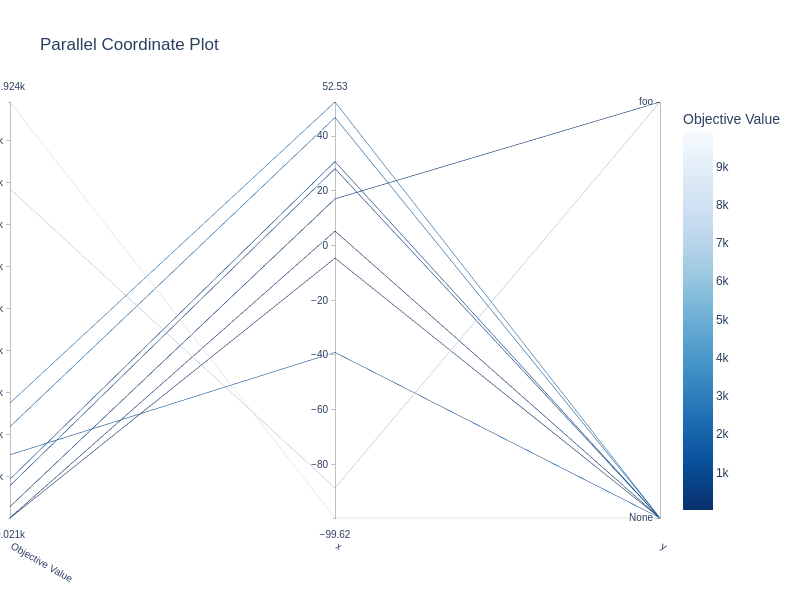 Parallel Coordinate Plot
.924k
52.53
k
k
k
k
k
k
k
k
k
40
20
0
−20
−40
−60
−80
foo
None
.021k
−99.62
Objective Value
x
y
Objective Value
9k
8k
7k
6k
5k
4k
3k
2k
1k